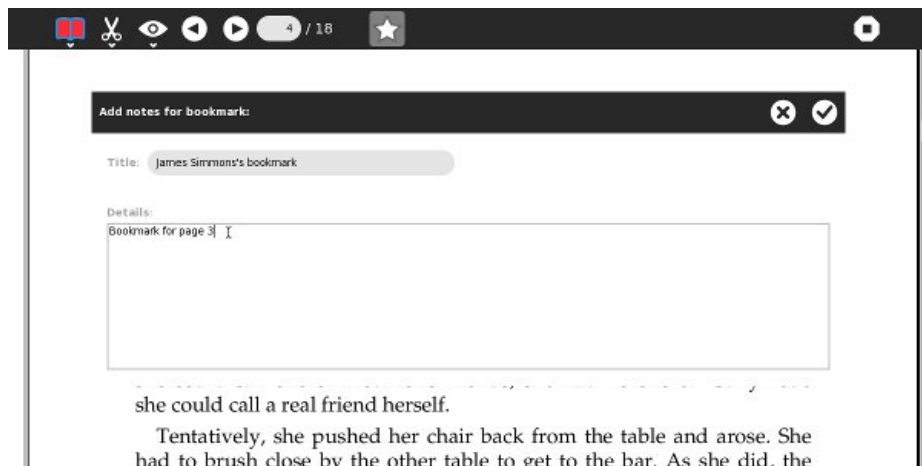 4 / 18
Add notes for bookmark:
Title: James Simmons's bookmark
Details:
Bookmark for page 3
she could call a real friend herself.
Tentatively, she pushed her chair back from the table and arose. She
had to brush close by the other table to get to the bar. As she did, the